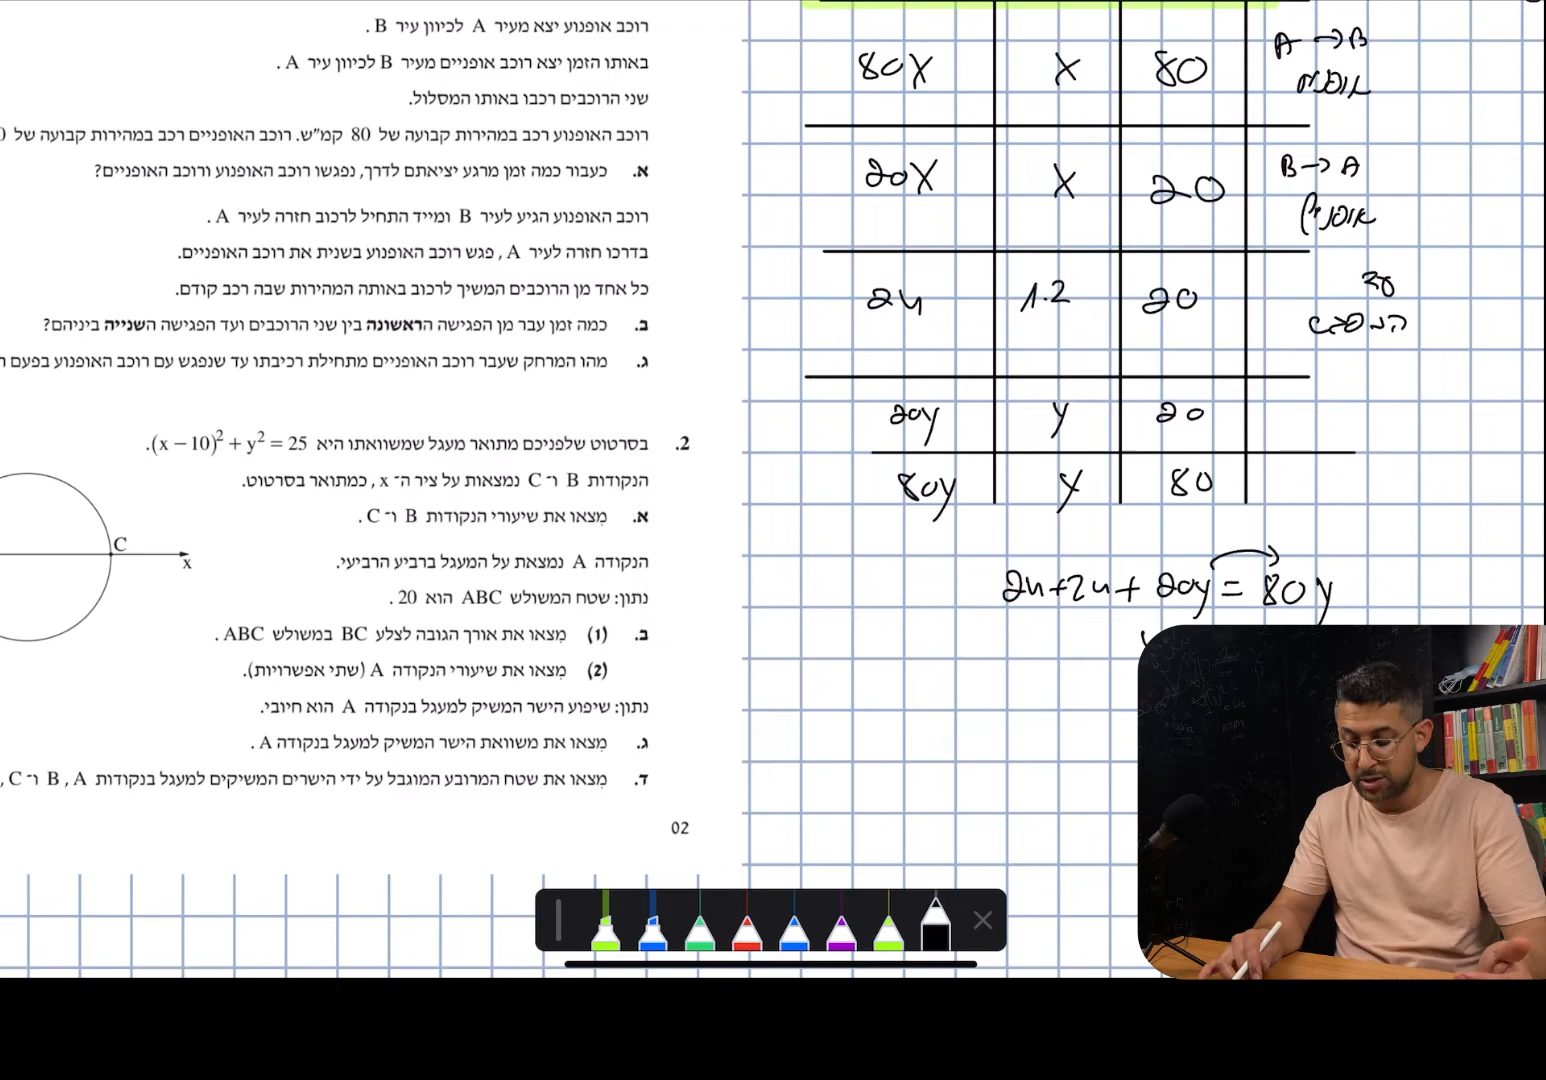 רוכב אופנוע יצא מעיר A לכיוון עיר B .
באותו הזמן יצא רוכב אופניים מעיר B לכיוון עיר A .
שני הרוכבים רכבו באותו המסלול.
רוכב האופנוע רכב במהירות קבועה של 80 קמ״ש. רוכב האופניים רכב במהירות קבועה של
א. כעבור כמה זמן מרגע יציאתם לדרך, נפגשו רוכב האופנוע ורוכב האופניים?
רוכב האופנוע הגיע לעיר B ומייד התחיל לרכוב חזרה לעיר A .
בדרכו חזרה לעיר A , פגש רוכב האופנוע בשנית את רוכב האופניים.
כל אחד מן הרוכבים המשיך לרכוב באותה המהירות שבה רכב קודם.
ב. כמה זמן עבר מן הפגישה הראשונה בין שני הרוכבים ועד הפגישה השנייה ביניהם?
ג. מהו המרחק שעבר רוכב האופניים מתחילת רכיבתו עד שנפגש עם רוכב האופנוע בפעם
2. בסרטוט שלפניכם מתואר מעגל שמשוואתו היא (x − 10)² + y² = 25 .
הנקודות B ו־ C נמצאות על ציר ה־ x , כמתואר בסרטוט.
א. מִצאו את שיעורי הנקודות B ו־ C .
הנקודה A נמצאת על המעגל ברביע הרביעי.
נתון: שטח המשולש ABC הוא 20 .
ב. (1) מִצאו את אורך הגובה לצלע BC במשולש ABC .
(2) מִצאו את שיעורי הנקודה A (שתי אפשרויות).
נתון: שיפוע הישר המשיק למעגל בנקודה A הוא חיובי.
ג. מִצאו את משוואת הישר המשיק למעגל בנקודה A .
ד. מִצאו את שטח המרובע המוגבל על ידי הישרים המשיקים למעגל בנקודות B , A ו־ C ,
C
x
02
80X X 80 A → B
אופנוע
20X X 20 B → A
אופניים
24 1.2 20
20y y 20
80y y 80
24+24+ 20y = 80y